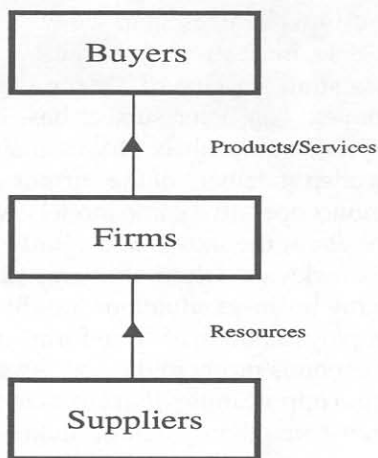 Buyers
Products/Services
Firms
Resources
Suppliers